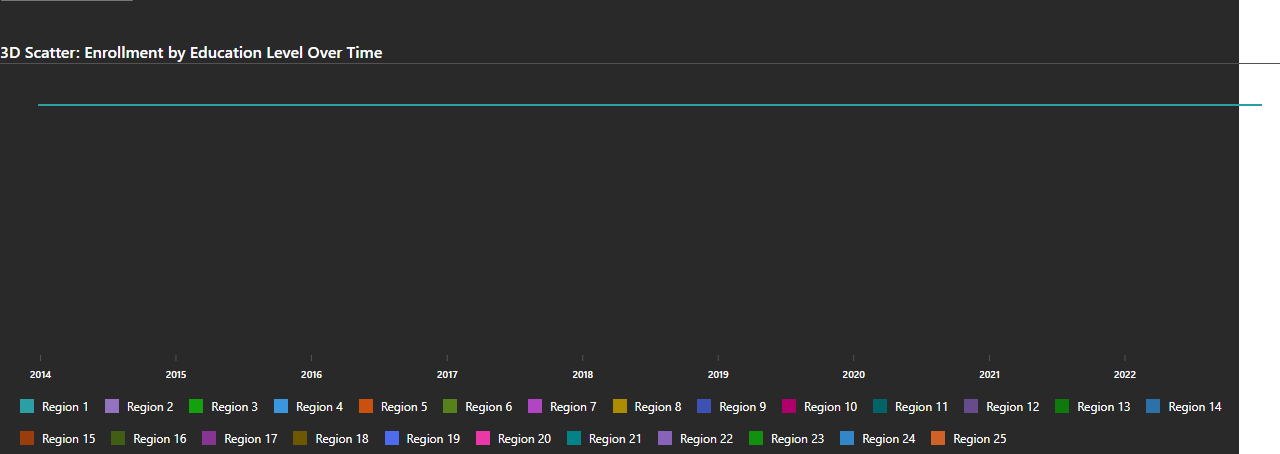 3D Scatter: Enrollment by Education Level Over Time
2014 2015 2016 2017 2018 2019 2020 2021 2022
Region 1 Region 2 Region 3 Region 4 Region 5 Region 6 Region 7 Region 8 Region 9 Region 10 Region 11 Region 12 Region 13 Region 14
Region 15 Region 16 Region 17 Region 18 Region 19 Region 20 Region 21 Region 22 Region 23 Region 24 Region 25